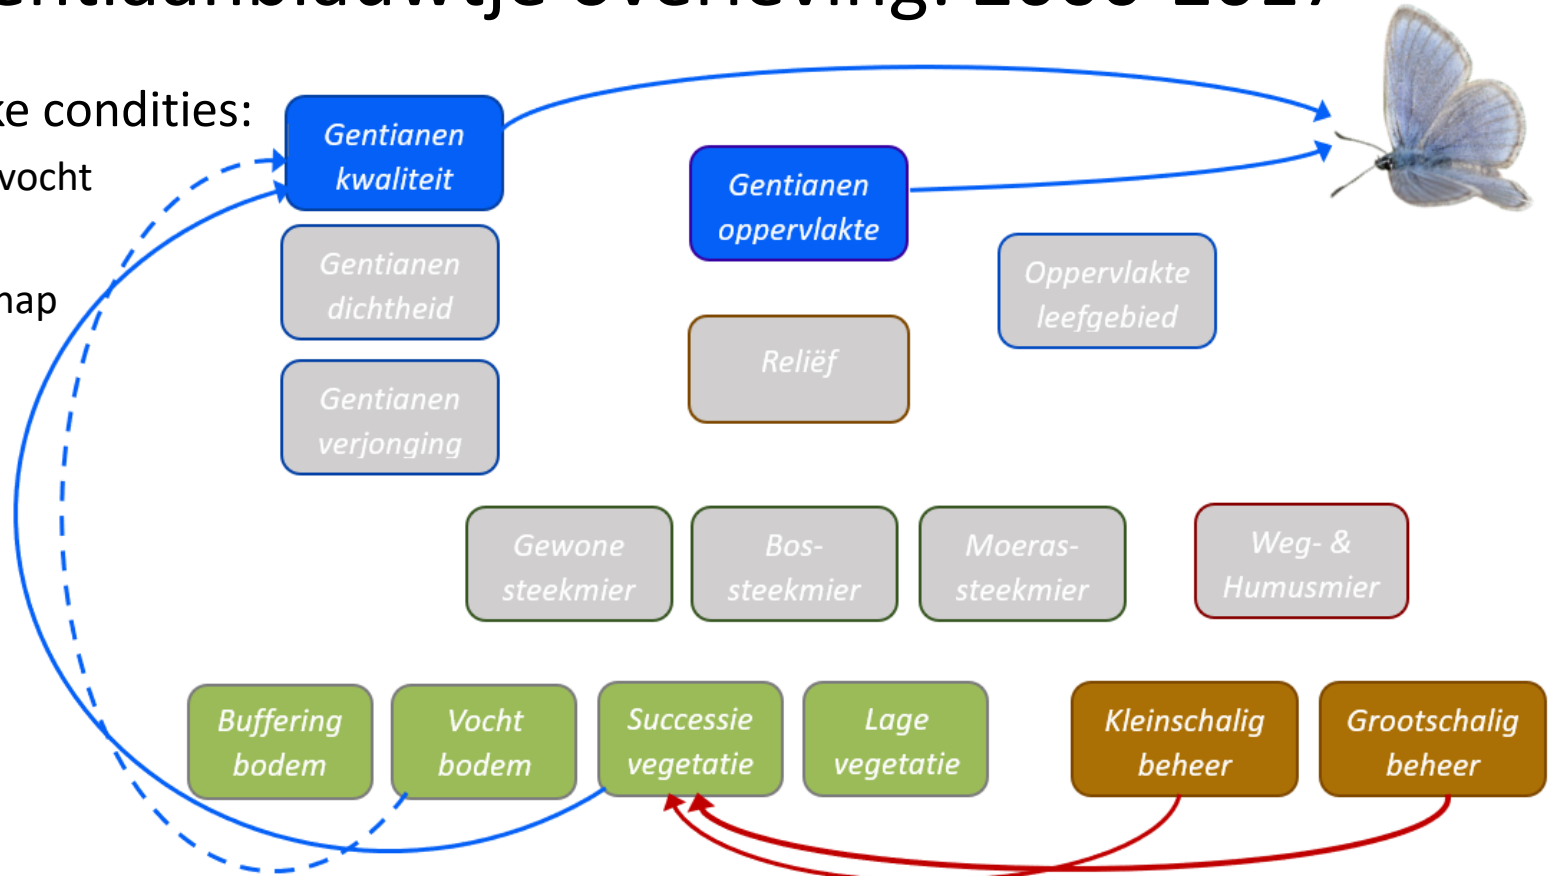 ke condities:
vocht
Gentianen
kwaliteit
Gentianen
oppervlakte
Gentianen
dichtheid
Oppervlakte
leefgebied
Reliëf
Gentianen
verjonging
Gewone
steekmier
Bos-
steekmier
Moeras-
steekmier
Weg- &
Humusmier
Buffering
bodem
Vocht
bodem
Successie
vegetatie
Lage
vegetatie
Kleinschalig
beheer
Grootschalig
beheer